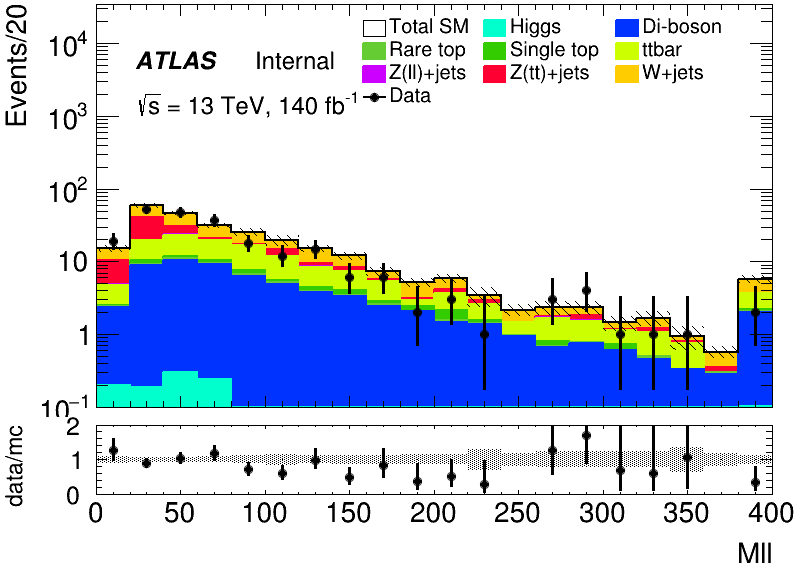 Events/20
10⁴
10³
10²
10
1
10⁻¹
ATLAS Internal
√s = 13 TeV, 140 fb⁻¹
Total SM Higgs Di-boson
Rare top Single top ttbar
Z(ll)+jets Z(tt)+jets W+jets
Data
data/mc
2
1
0
0 50 100 150 200 250 300 350 400
Mll